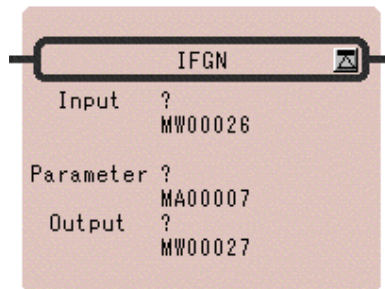 IFGN
Input ?
MW00026
Parameter ?
MA00007
Output ?
MW00027